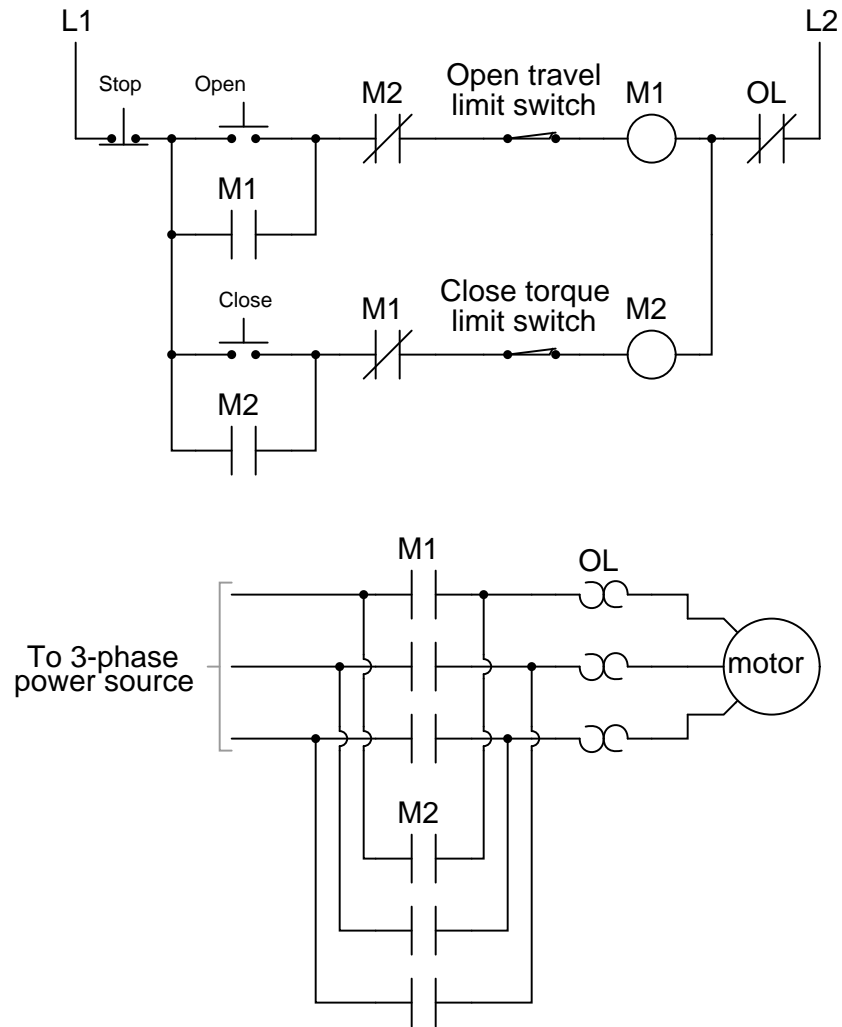 L1
L2
Stop
Open
M2
Open travel
limit switch
M1
OL
M1
Close
M1
Close torque
limit switch
M2
M2
M1
OL
To 3-phase
power source
motor
M2